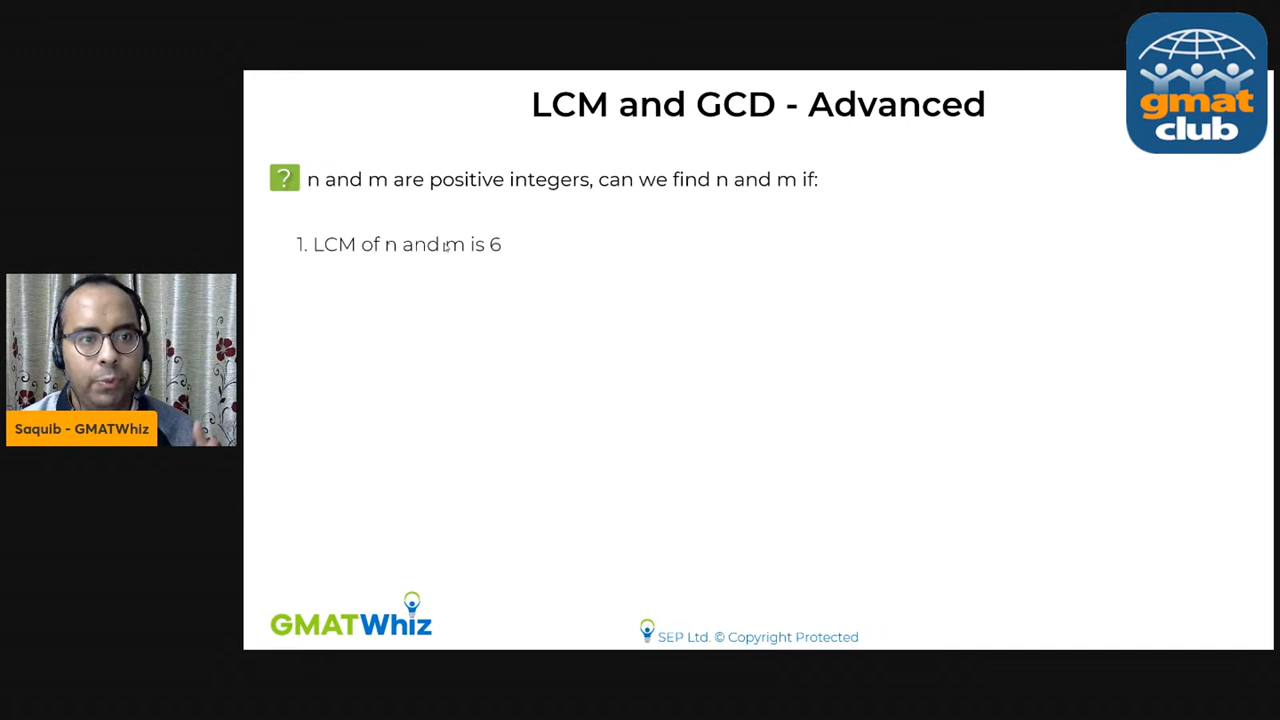 gmat
club
LCM and GCD - Advanced
? n and m are positive integers, can we find n and m if:
1. LCM of n and m is 6
Saquib - GMATWhiz
GMATWhiz
SEP Ltd. © Copyright Protected